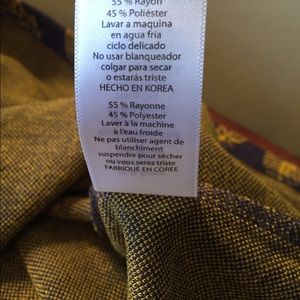 55 % Rayon
45 % Poliéster
Lavar a maquina
en agua fría
ciclo delicado
No usar blanqueador
colgar para secar
o estarás triste
HECHO EN KOREA
55 % Rayonne
45 % Polyester
Laver à la machine
à l'eau froide
Ne pas utiliser agent de
blanchiment
suspendre pour sécher
ou vous serez triste
FABRIQUÉ EN CORÉE